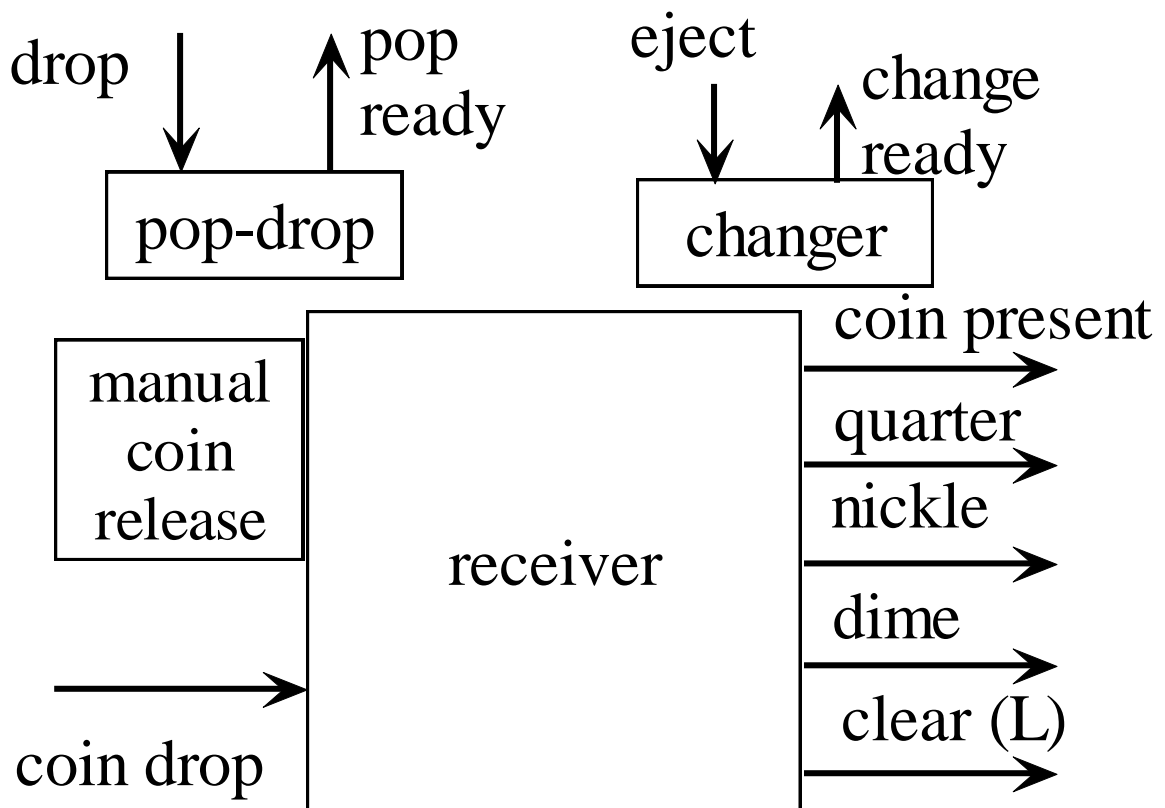 drop
pop
ready
eject
change
ready
pop-drop
changer
manual
coin
release
receiver
coin present
quarter
nickle
dime
clear (L)
coin drop